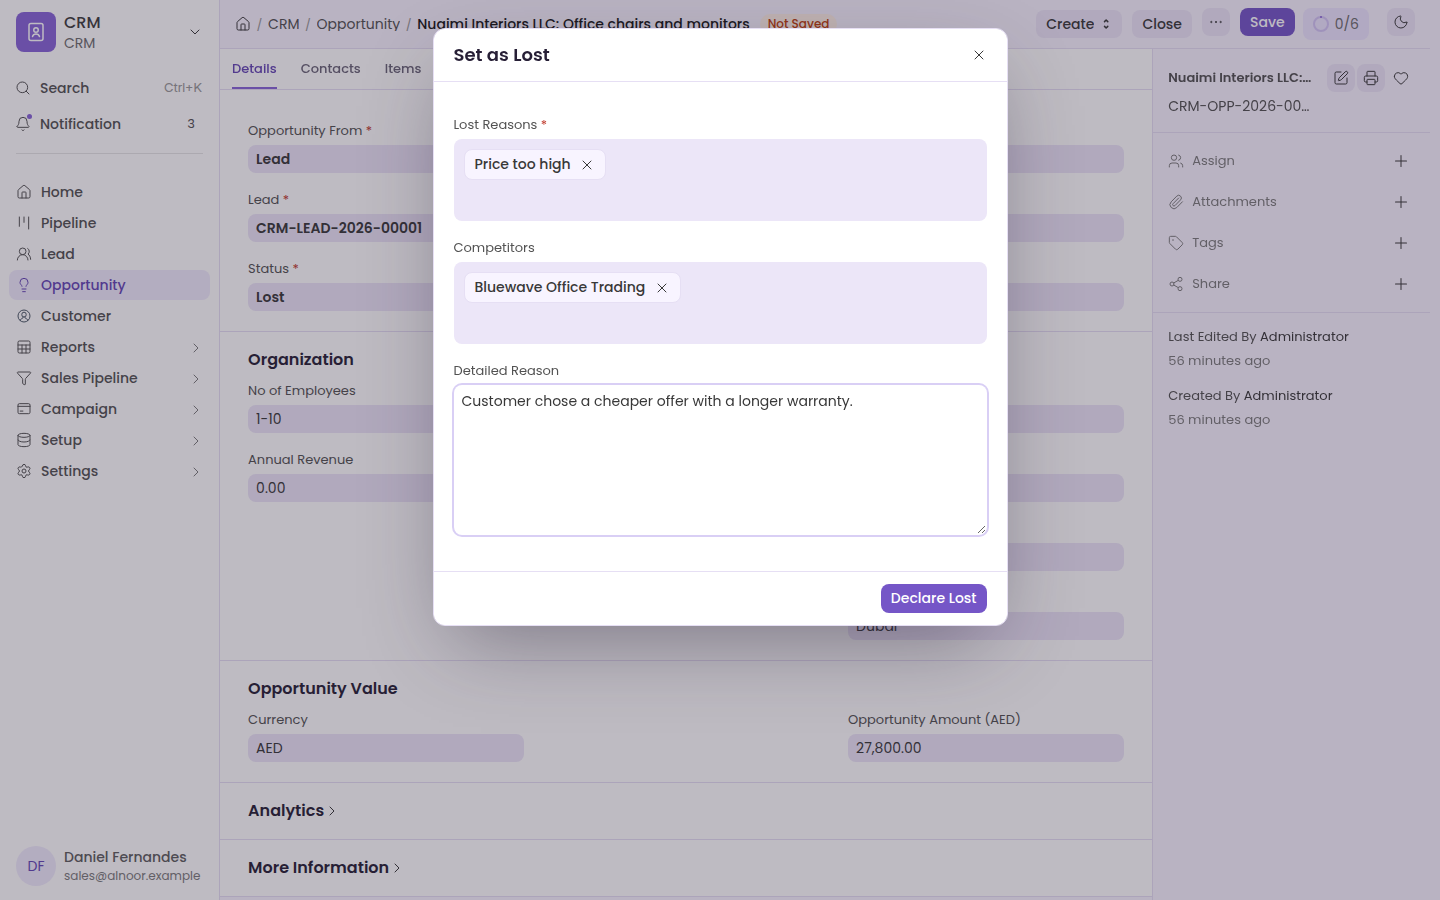 CRM
CRM
Search Ctrl+K
Notification 3
Home
Pipeline
Lead
Opportunity
Customer
Reports
Sales Pipeline
Campaign
Setup
Settings
DF
Daniel Fernandes
sales@alnoor.example
/ CRM / Opportunity / Nuaimi Interiors LLC: Office chairs and monitors Not Saved
Create Close ... Save 0/6
Details Contacts Items
Opportunity From *
Lead
Lead *
CRM-LEAD-2026-00001
Status *
Lost
Organization
No of Employees
1-10
Annual Revenue
0.00
Dubai
Opportunity Value
Currency
AED
Opportunity Amount (AED)
27,800.00
Analytics
More Information
Set as Lost
Lost Reasons *
Price too high
Competitors
Bluewave Office Trading
Detailed Reason
Customer chose a cheaper offer with a longer warranty.
Declare Lost
Nuaimi Interiors LLC:...
CRM-OPP-2026-00...
Assign
Attachments
Tags
Share
Last Edited By Administrator
56 minutes ago
Created By Administrator
56 minutes ago